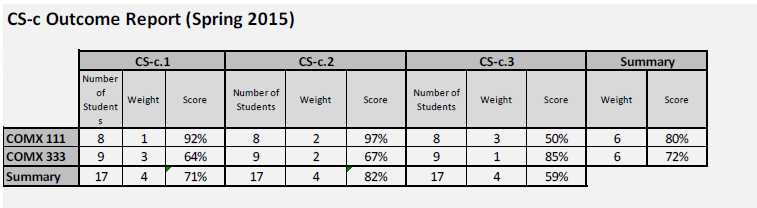 CS-c Outcome Report (Spring 2015)
CS-c.1 CS-c.2 CS-c.3 Summary
Number of Students Weight Score Number of Students Weight Score Number of Students Weight Score Weight Score
COMX 111 8 1 92% 8 2 97% 8 3 50% 6 80%
COMX 333 9 3 64% 9 2 67% 9 1 85% 6 72%
Summary 17 4 71% 17 4 82% 17 4 59%